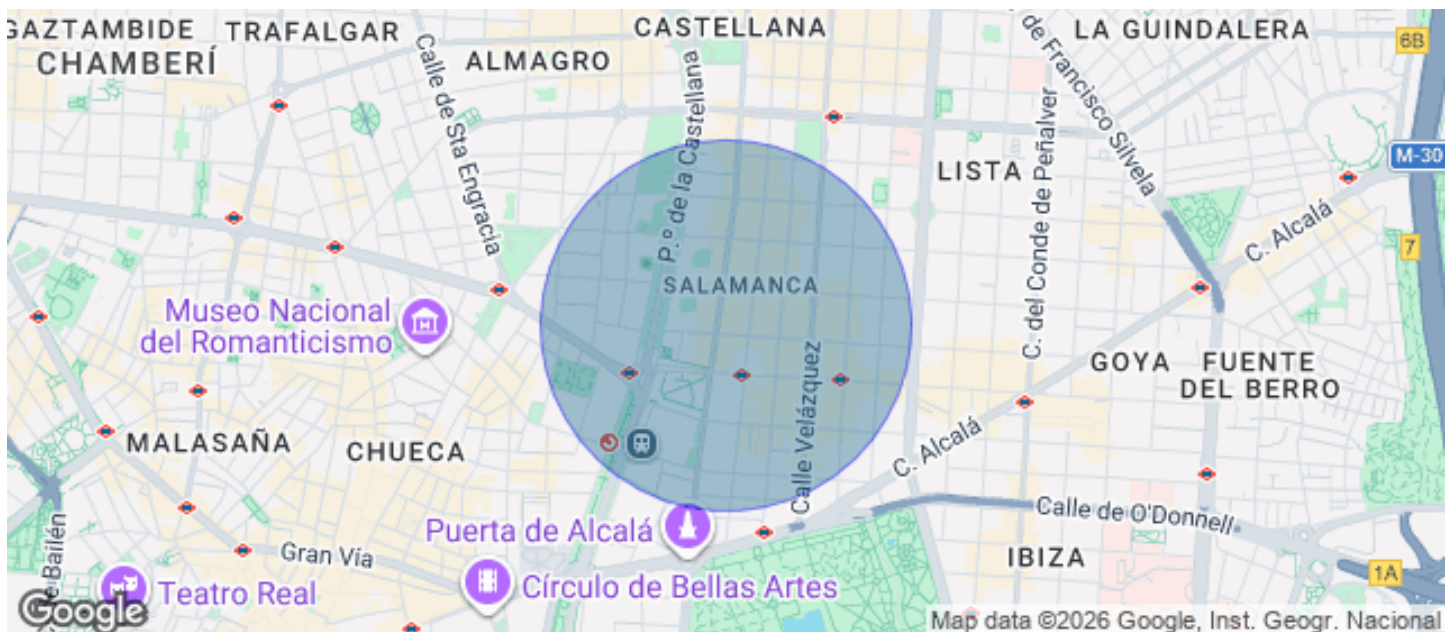 GAZTAMBIDE
TRAFALGAR
CASTELLANA
LA GUINDALERA
6B
CHAMBERÍ
ALMAGRO
Calle de Sta Engracia
P.º de la Castellana
de Francisco Silvela
M-30
LISTA
C. del Conde de Peñalver
C. Alcalá
7
SALAMANCA
Museo Nacional
del Romanticismo
Calle Velázquez
GOYA
FUENTE
DEL BERRO
MALASAÑA
CHUECA
C. Alcalá
Calle de O'Donnell
Puerta de Alcalá
Gran Vía
IBIZA
e Bailén
Teatro Real
Círculo de Bellas Artes
1A
Google
Map data ©2026 Google, Inst. Geogr. Nacional